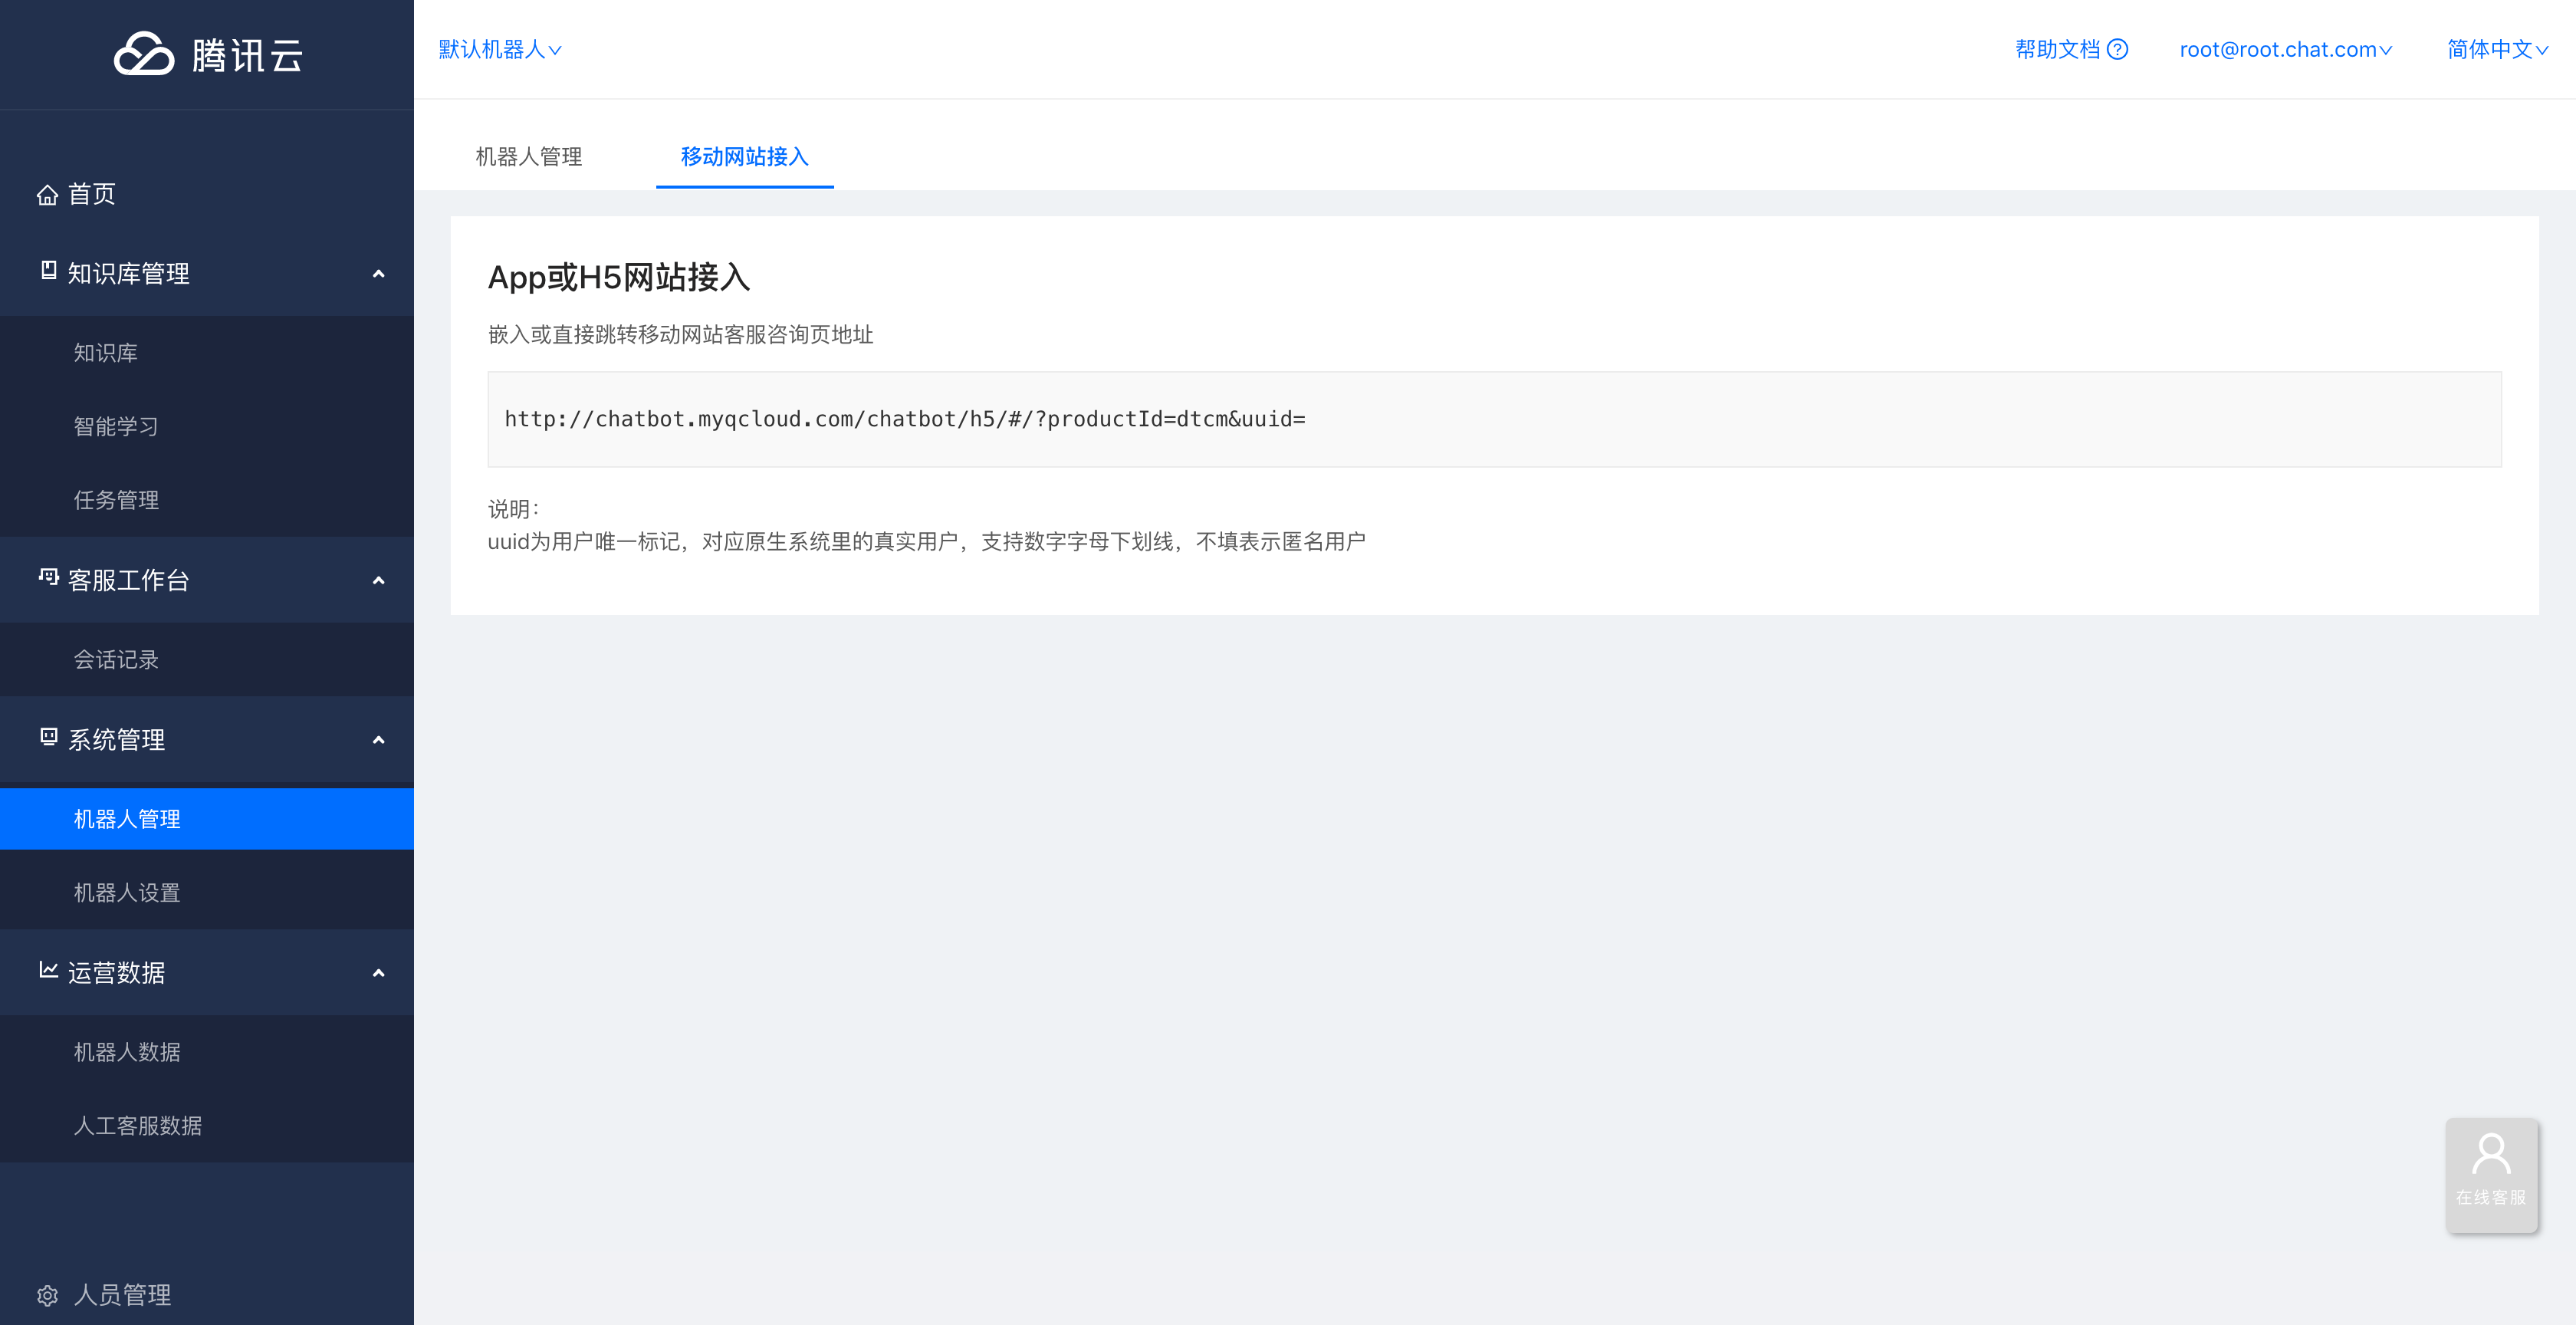 腾讯云
默认机器人
帮助文档
root@root.chat.com
简体中文
首页
知识库管理
知识库
智能学习
任务管理
客服工作台
会话记录
系统管理
机器人管理
机器人设置
运营数据
机器人数据
人工客服数据
人员管理
机器人管理
移动网站接入
App或H5网站接入
嵌入或直接跳转移动网站客服咨询页地址
http://chatbot.myqcloud.com/chatbot/h5/#/?productId=dtcm&uuid=
说明：
uuid为用户唯一标记，对应原生系统里的真实用户，支持数字字母下划线，不填表示匿名用户
在线客服